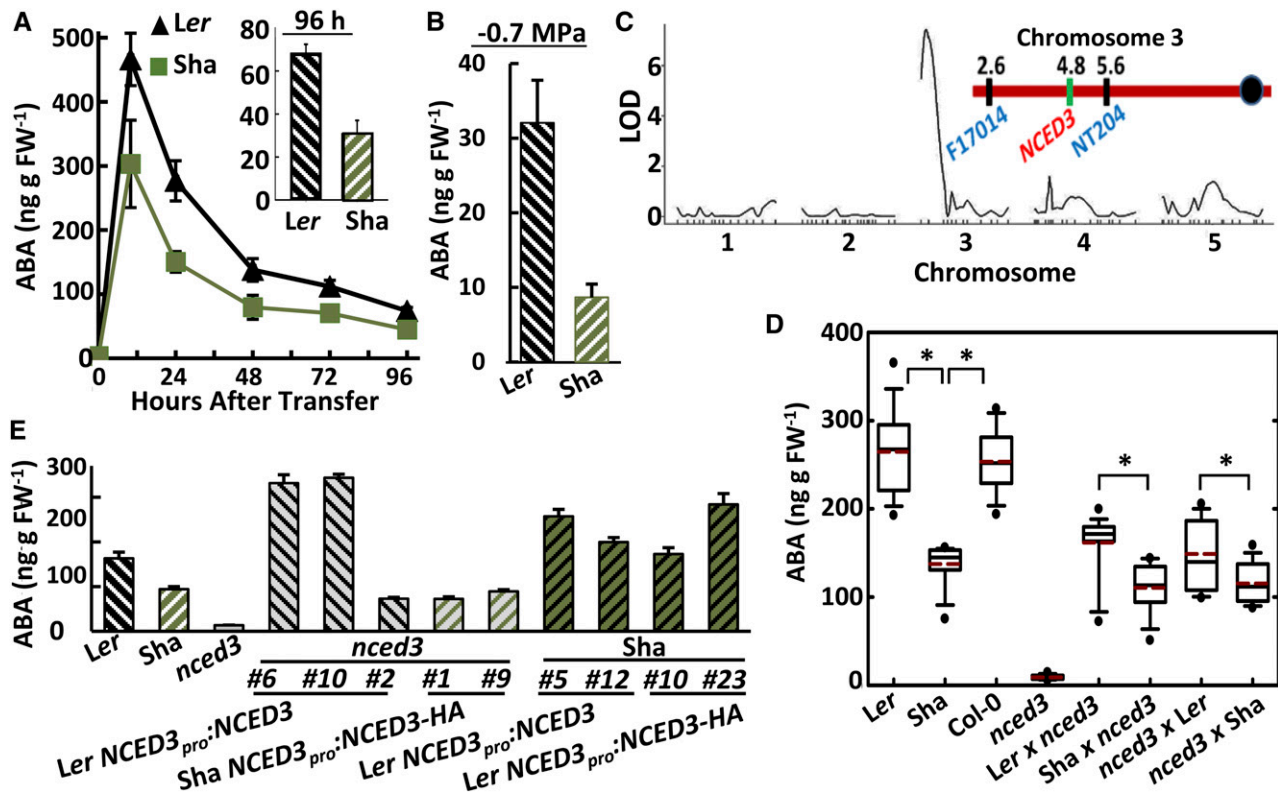 A
Ler
Sha
ABA (ng g FW-1)
500
400
300
200
100
0
0 24 48 72 96
Hours After Transfer
96 h
80
60
40
20
0
Ler Sha
B
-0.7 MPa
ABA (ng g FW-1)
40
30
20
10
0
Ler Sha
C
LOD
6
4
2
0
Chromosome 3
2.6 4.8 5.6
F17014 NCED3 NT204
1 2 3 4 5
Chromosome
D
ABA (ng g FW-1)
400
300
200
100
0
* *
*
*
Ler
Sha
Col-0
nced3
Ler x nced3
Sha x nced3
nced3 x Ler
nced3 x Sha
E
ABA (ng·g FW-1)
300
200
100
0
Ler
Sha
nced3
nced3 Sha
#6 #10 #2 #1 #9 #5 #12 #10 #23
Ler NCED3pro:NCED3
Sha NCED3pro:NCED3-HA
Ler NCED3pro:NCED3
Ler NCED3pro:NCED3-HA